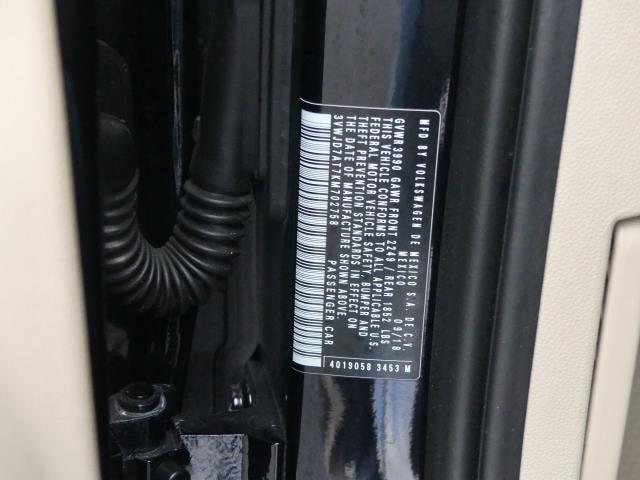 MFD BY VOLKSWAGEN DE MEXICO S.A. DE C.V.
MEXICO 09/18
GVWR 3990 GAWR FRONT 2249 / REAR 1852 LBS
THIS VEHICLE CONFORMS TO ALL APPLICABLE U.S.
FEDERAL MOTOR VEHICLE SAFETY, BUMPER AND
THEFT PREVENTION STANDARDS IN EFFECT ON
THE DATE OF MANUFACTURE SHOWN ABOVE.
3VWJD7AT7KM702758 PASSENGER CAR
4019058 3453 M